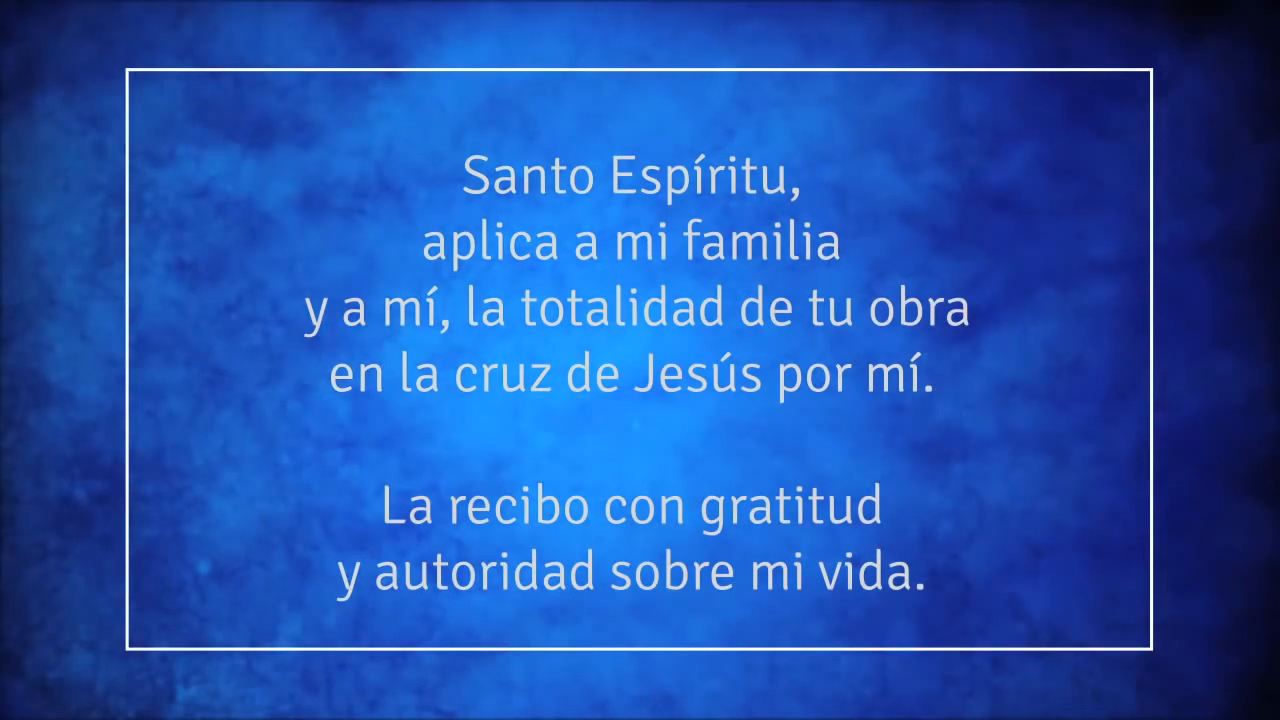 Santo Espíritu,
aplica a mi familia
y a mí, la totalidad de tu obra
en la cruz de Jesús por mí.
La recibo con gratitud
y autoridad sobre mi vida.